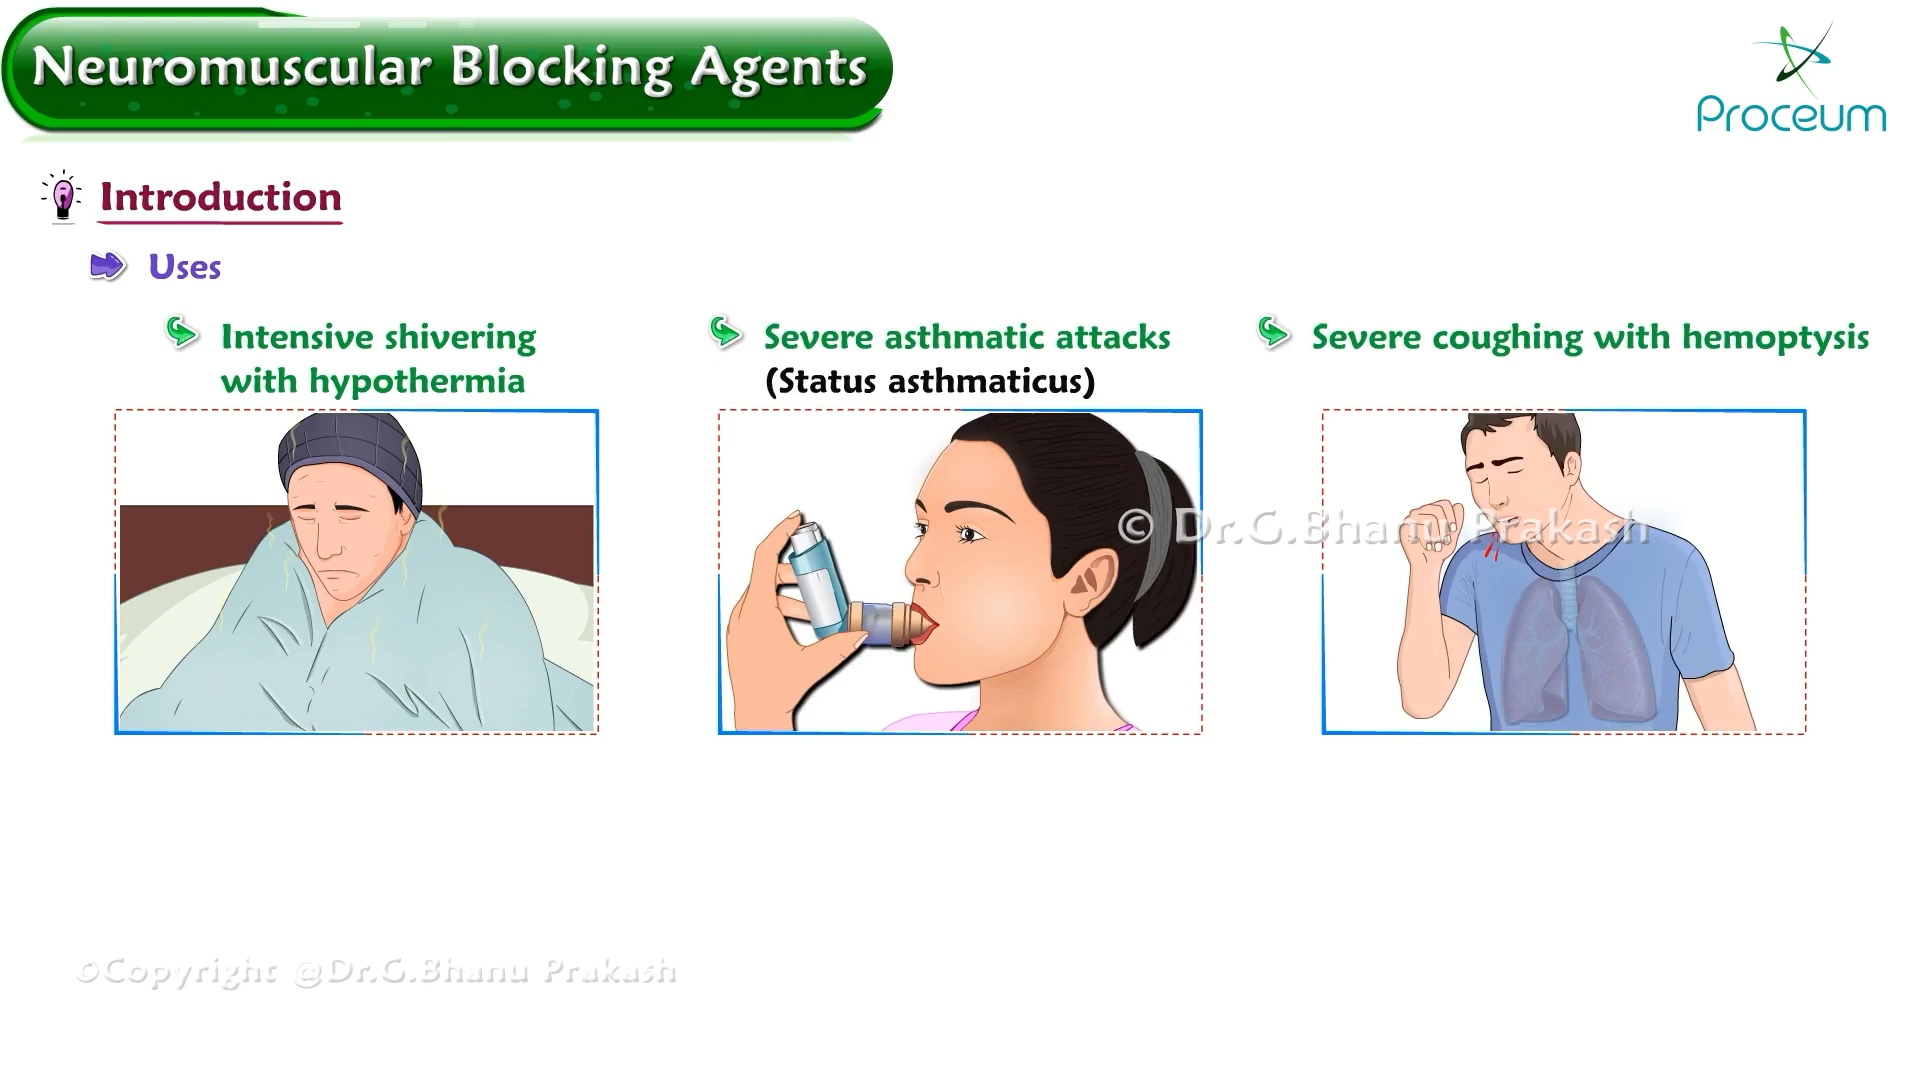 Neuromuscular Blocking Agents
Proceum
Introduction
Uses
Intensive shivering
with hypothermia
Severe asthmatic attacks
(Status asthmaticus)
Severe coughing with hemoptysis
© Dr.G.Bhanu Prakash
©Copyright @Dr.G.Bhanu Prakash